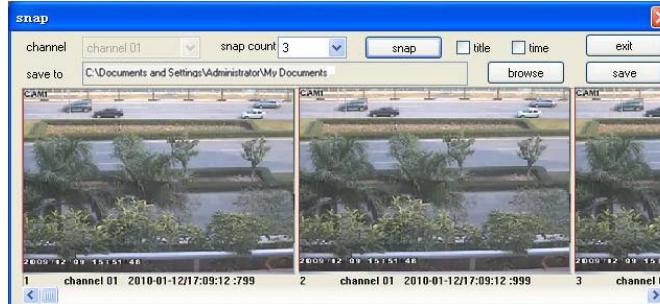 snap
channel channel 01 snap count 3 snap title time exit
save to C:\Documents and Settings\Administrator\My Documents browse save
CAM1 CAM1 CAM1
2009 12 09 15:51 48 2009 12 09 15:51 48 2009 12
1 channel 01 2010-01-12/17:09:12 :799 2 channel 01 2010-01-12/17:09:12 :999 3 channel